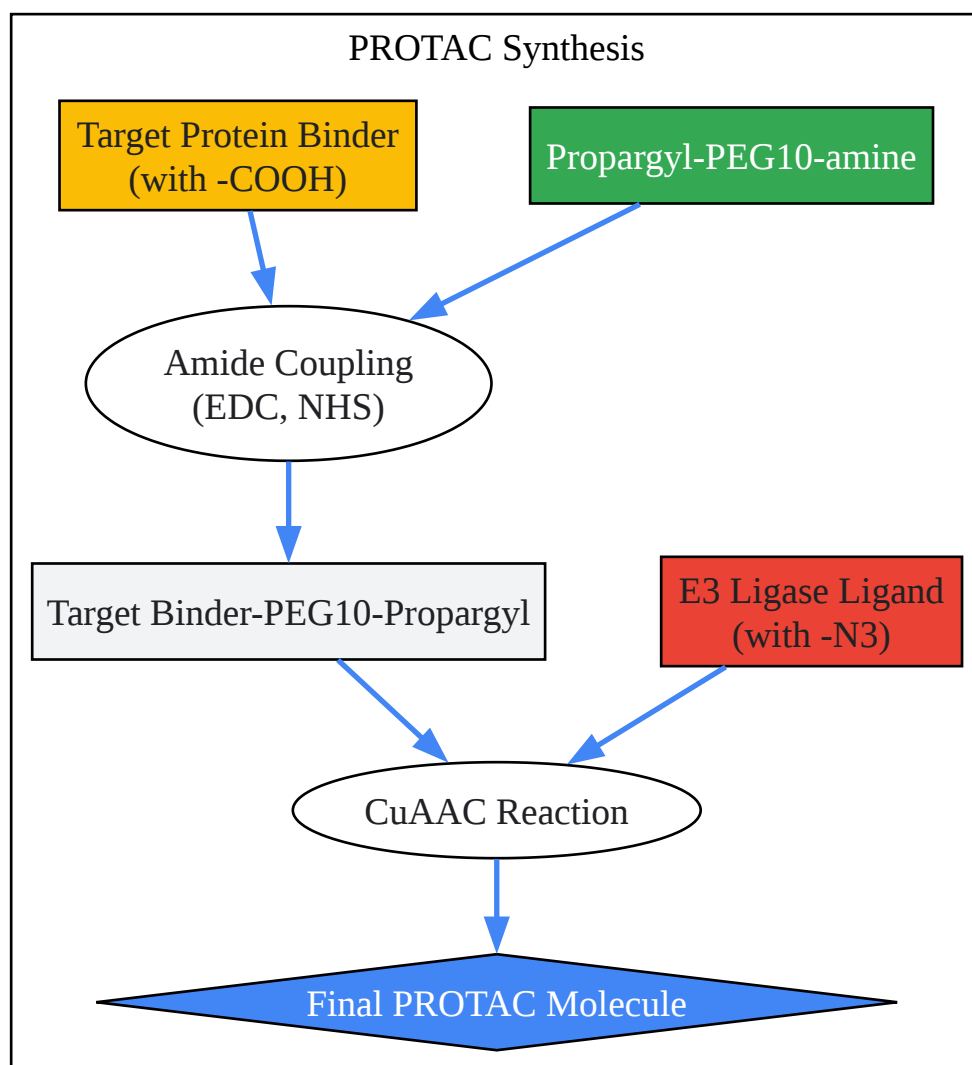 PROTAC Synthesis
Target Protein Binder
(with -COOH)
Propargyl-PEG10-amine
Amide Coupling
(EDC, NHS)
Target Binder-PEG10-Propargyl
E3 Ligase Ligand
(with -N3)
CuAAC Reaction
Final PROTAC Molecule